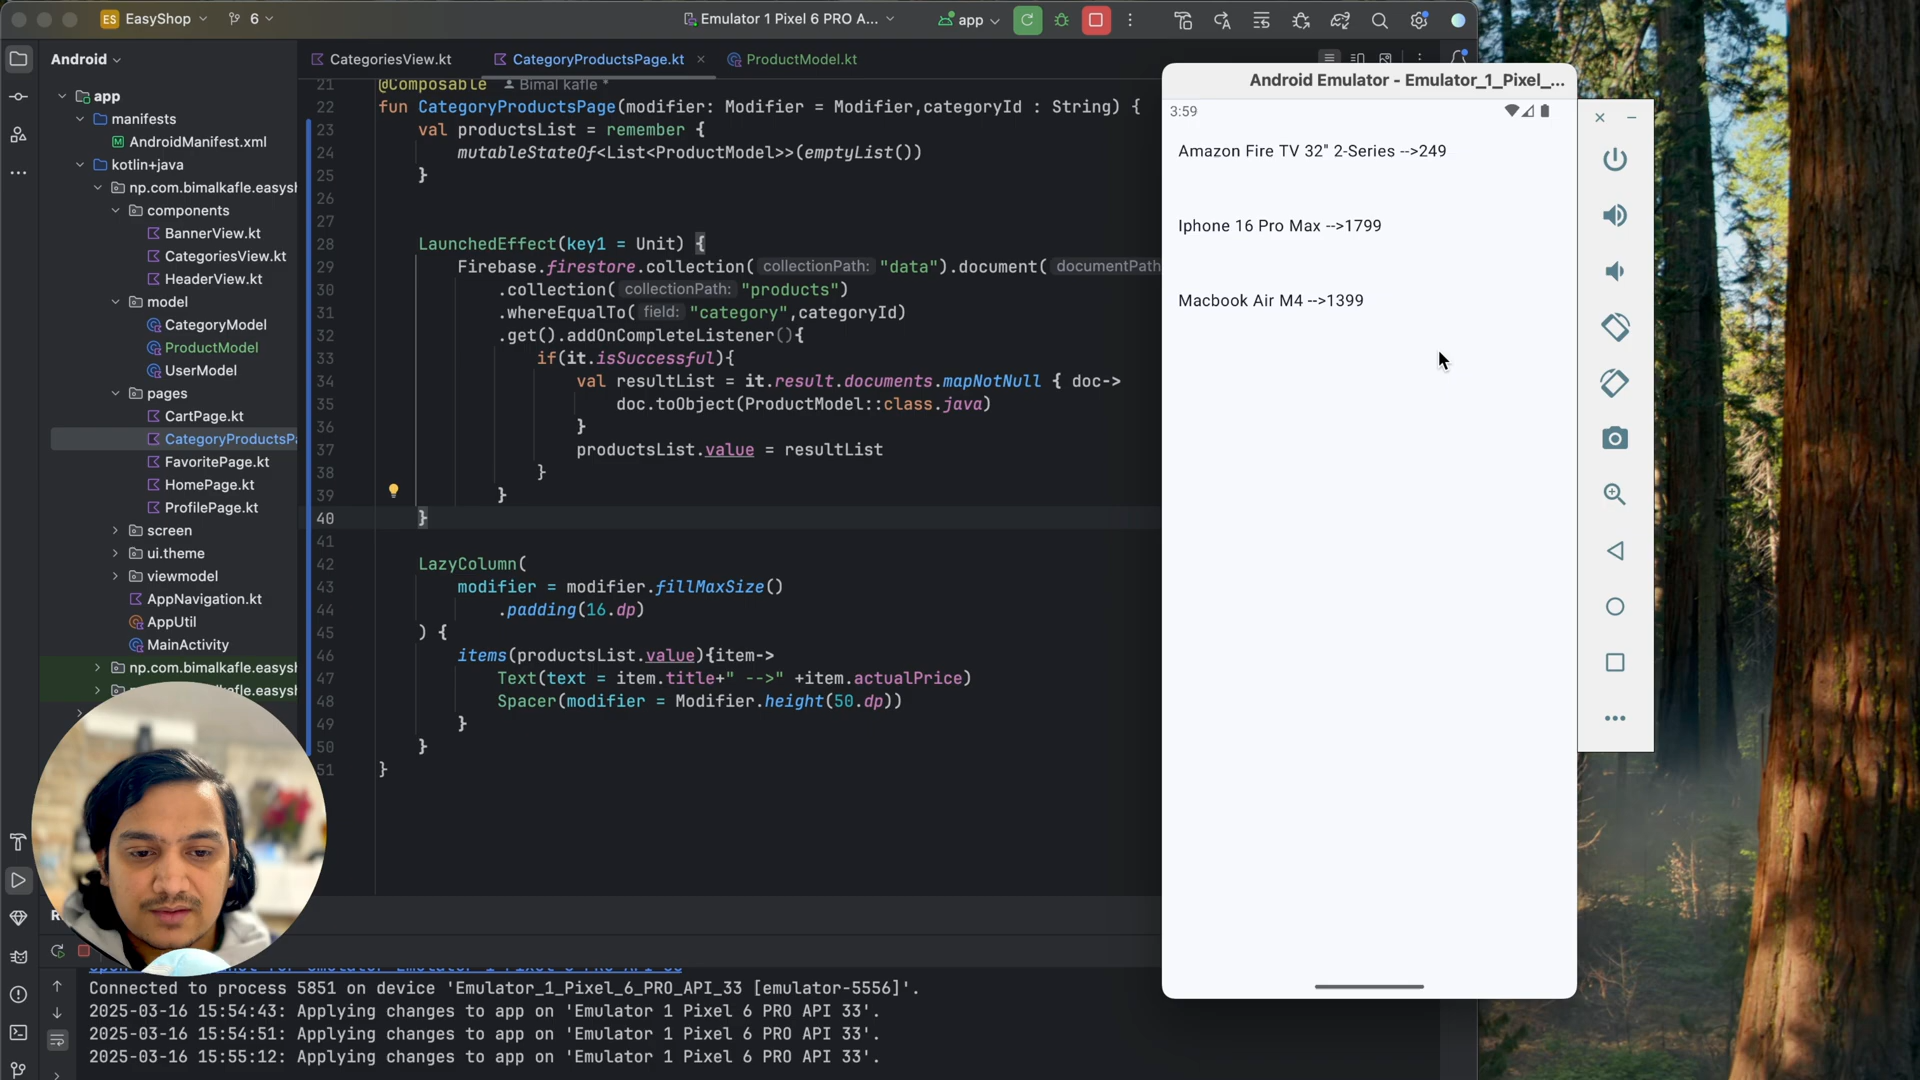 ES EasyShop
6
Emulator 1 Pixel 6 PRO A...
app
Android
CategoriesView.kt
CategoryProductsPage.kt
ProductModel.kt
app
manifests
AndroidManifest.xml
kotlin+java
np.com.bimalkafle.easysh
components
BannerView.kt
CategoriesView.kt
HeaderView.kt
model
CategoryModel
ProductModel
UserModel
pages
CartPage.kt
CategoryProductsPa
FavoritePage.kt
HomePage.kt
ProfilePage.kt
screen
ui.theme
viewmodel
AppNavigation.kt
AppUtil
MainActivity
np.com.bimalkafle.easysh
kafle.easysh
21 @Composable Bimal kafle *
22 fun CategoryProductsPage(modifier: Modifier = Modifier,categoryId : String) {
23 val productsList = remember {
24 mutableStateOf<List<ProductModel>>(emptyList())
25 }
26
27
28 LaunchedEffect(key1 = Unit) {
29 Firebase.firestore.collection( collectionPath: "data").document( documentPath
30 .collection( collectionPath: "products")
31 .whereEqualTo( field: "category",categoryId)
32 .get().addOnCompleteListener(){
33 if(it.isSuccessful){
34 val resultList = it.result.documents.mapNotNull { doc->
35 doc.toObject(ProductModel::class.java)
36 }
37 productsList.value = resultList
38 }
39 }
40 }
41
42 LazyColumn(
43 modifier = modifier.fillMaxSize()
44 .padding(16.dp)
45 ) {
46 items(productsList.value){item->
47 Text(text = item.title+" -->" +item.actualPrice)
48 Spacer(modifier = Modifier.height(50.dp))
49 }
50 }
51 }
Connected to process 5851 on device 'Emulator_1_Pixel_6_PRO_API_33 [emulator-5556]'.
2025-03-16 15:54:43: Applying changes to app on 'Emulator 1 Pixel 6 PRO API 33'.
2025-03-16 15:54:51: Applying changes to app on 'Emulator 1 Pixel 6 PRO API 33'.
2025-03-16 15:55:12: Applying changes to app on 'Emulator 1 Pixel 6 PRO API 33'.
Android Emulator - Emulator_1_Pixel_...
3:59
Amazon Fire TV 32" 2-Series -->249
Iphone 16 Pro Max -->1799
Macbook Air M4 -->1399